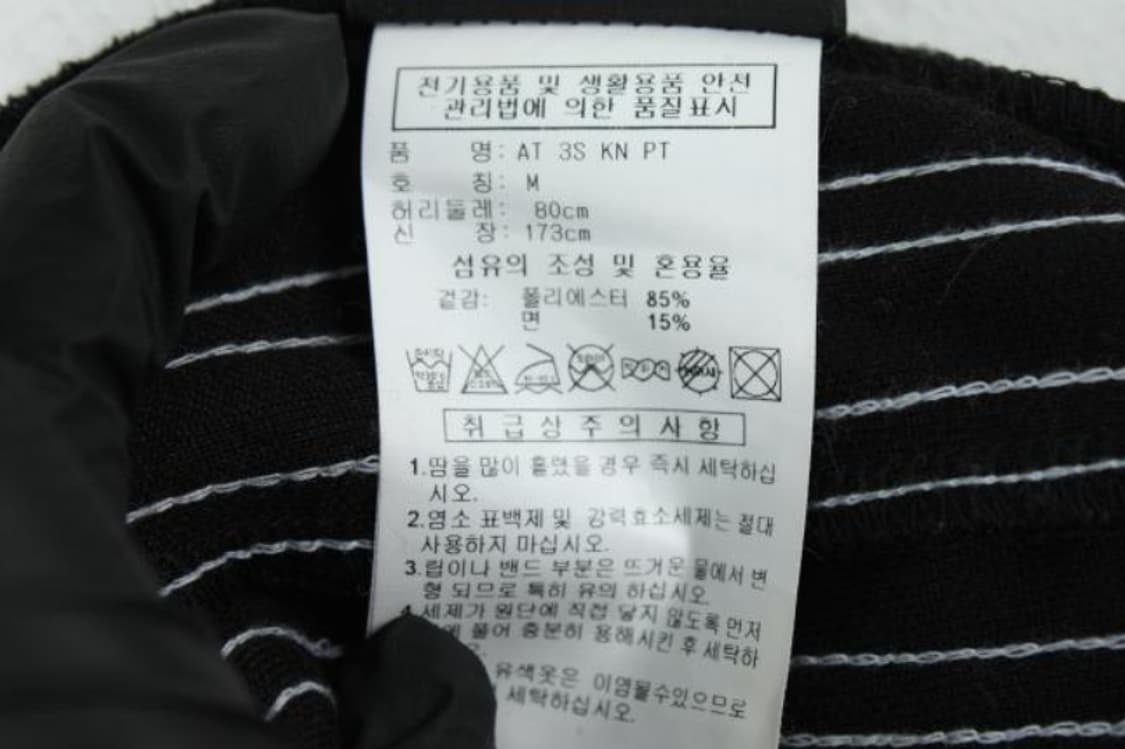 전기용품 및 생활용품 안전
관리법에 의한 품질표시
품 명: AT 3S KN PT
호 칭: M
허리둘레: 80cm
신 장: 173cm
섬유의 조성 및 혼용율
겉감: 폴리에스터 85%
면 15%
취급상주의사항
1.땀을 많이 흘렸을 경우 즉시 세탁하십
시오.
2.염소 표백제 및 강력효소세제는 절대
사용하지 마십시오.
3.립이나 밴드 부분은 뜨거운 물에서 변
형 되므로 특히 유의 하십시오.
4.세제가 원단에 직접 닿지 않도록 먼저
에 풀어 충분히 용해시킨 후 세탁하
유색옷은 이염될수있으므로
세탁하십시오.